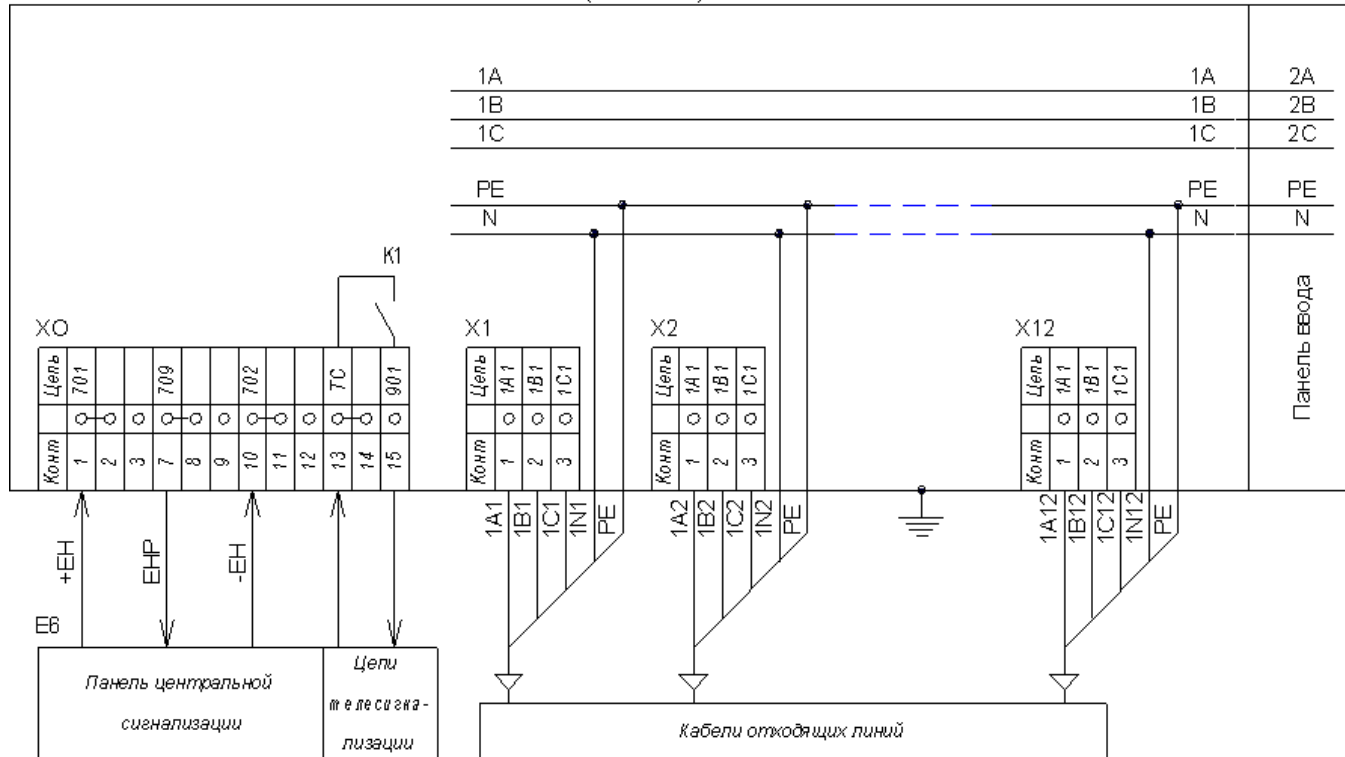 1A 1A 2A
1B 1B 2B
1C 1C 2C
PE PE PE
N N N
K1
Панель ввода
XO
Цепь 701 709 702 ТС 901
Конт 1 2 3 7 8 9 10 11 12 13 14 15
X1
Цепь 1A1 1B1 1C1
Конт 1 2 3
X2
Цепь 1A1 1B1 1C1
Конт 1 2 3
X12
Цепь 1A1 1B1 1C1
Конт 1 2 3
+EH EHP -EH
1A1 1B1 1C1 1N1 PE
1A2 1B2 1C2 1N2 PE
1A12 1B12 1C12 1N12 PE
E6
Панель центральной
сигнализации
Цепи
телесигна-
лизации
Кабели отходящих линий